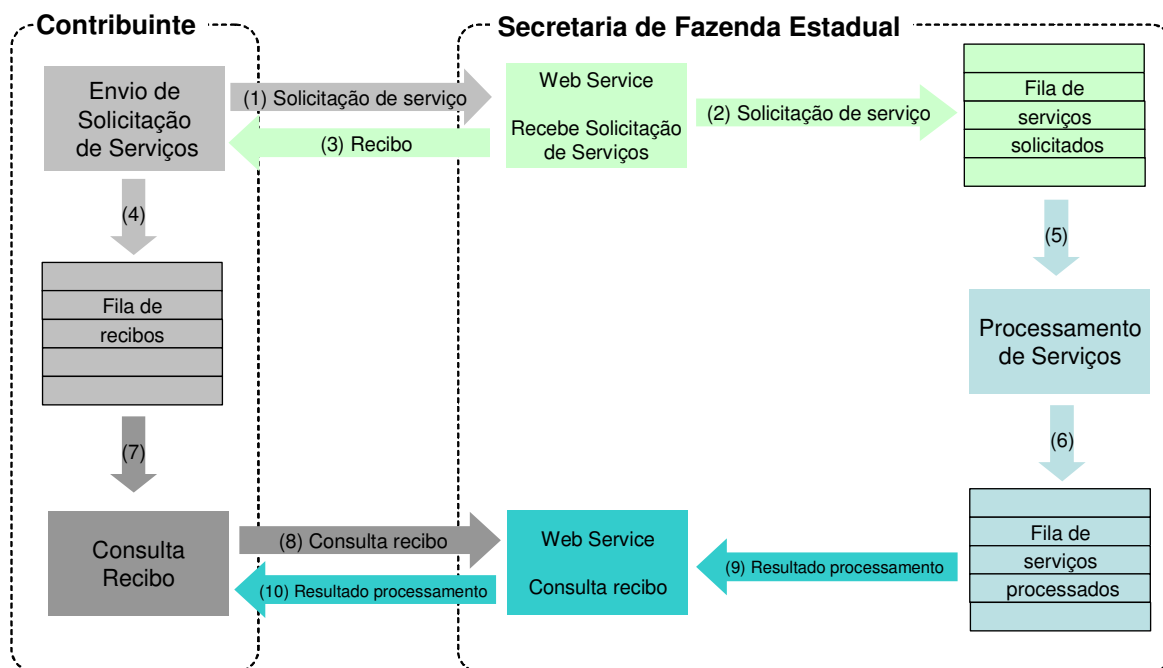 Contribuinte
Secretaria de Fazenda Estadual
Envio de
Solicitação
de Serviços
(1) Solicitação de serviço
(3) Recibo
Web Service
Recebe Solicitação
de Serviços
(2) Solicitação de serviço
Fila de
serviços
solicitados
(4)
(5)
Fila de
recibos
Processamento
de Serviços
(7)
(6)
Consulta
Recibo
(8) Consulta recibo
(10) Resultado processamento
Web Service
Consulta recibo
(9) Resultado processamento
Fila de
serviços
processados